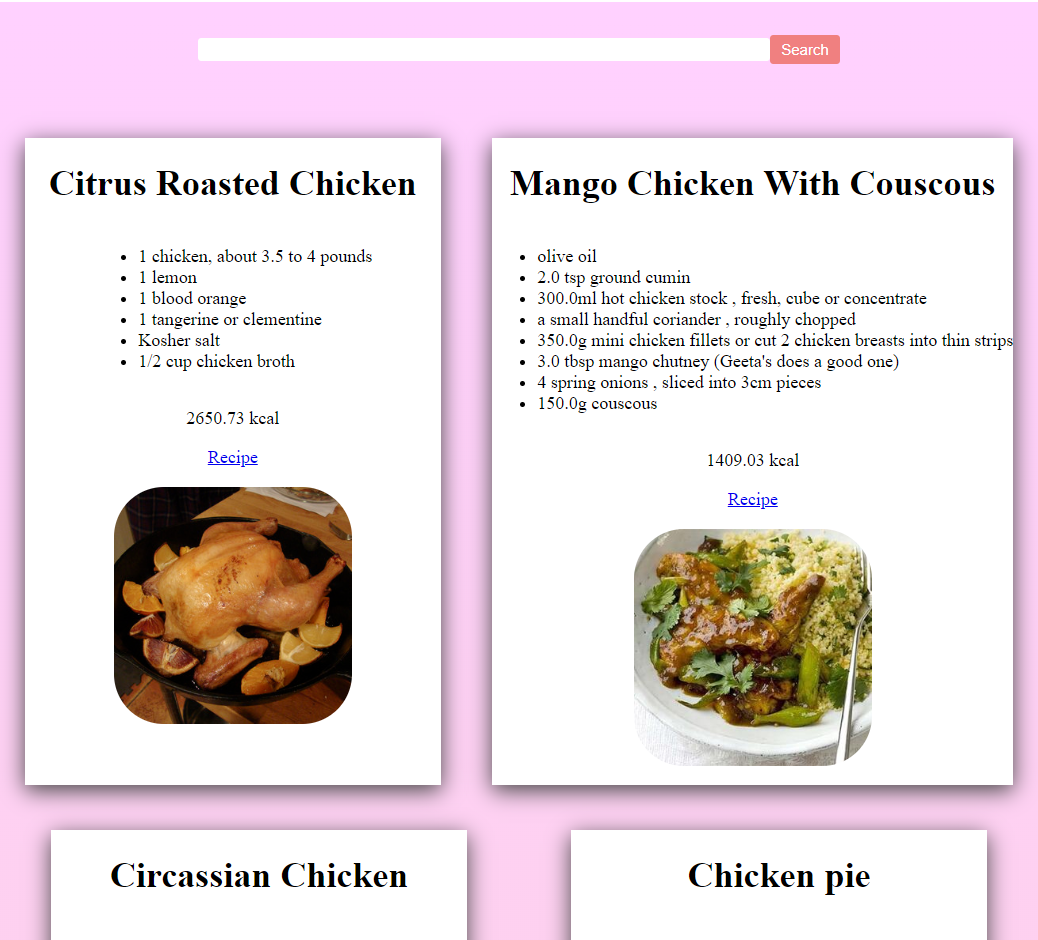 Search
Citrus Roasted Chicken
1 chicken, about 3.5 to 4 pounds
1 lemon
1 blood orange
1 tangerine or clementine
Kosher salt
1/2 cup chicken broth
2650.73 kcal
Recipe
Mango Chicken With Couscous
olive oil
2.0 tsp ground cumin
300.0ml hot chicken stock , fresh, cube or concentrate
a small handful coriander , roughly chopped
350.0g mini chicken fillets or cut 2 chicken breasts into thin strips
3.0 tbsp mango chutney (Geeta's does a good one)
4 spring onions , sliced into 3cm pieces
150.0g couscous
1409.03 kcal
Recipe
Circassian Chicken
Chicken pie